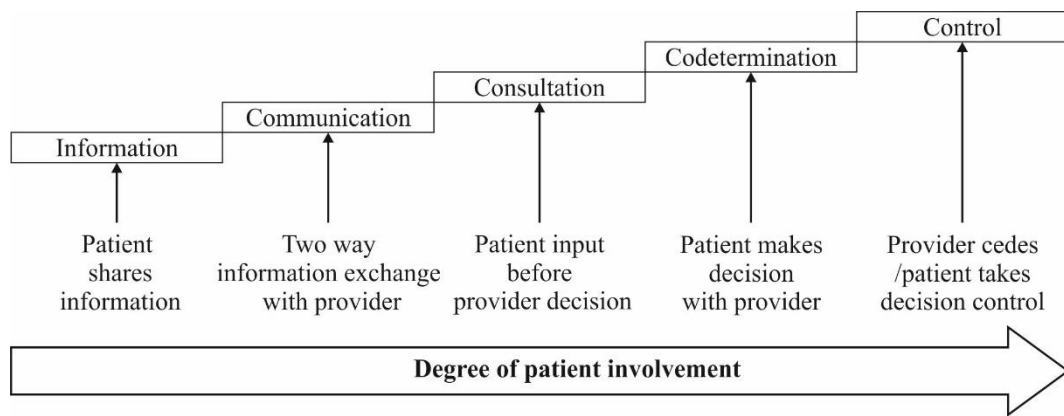 Control
Codetermination
Consultation
Communication
Information
Patient
shares
information
Two way
information exchange
with provider
Patient input
before
provider decision
Patient makes
decision
with provider
Provider cedes
/patient takes
decision control
Degree of patient involvement